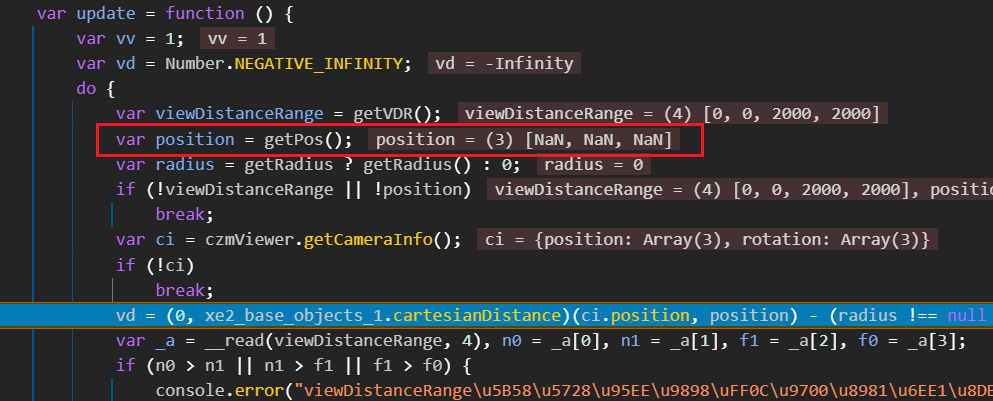 var update = function () {
var vv = 1; vv = 1
var vd = Number.NEGATIVE_INFINITY; vd = -Infinity
do {
var viewDistanceRange = getVDR(); viewDistanceRange = (4) [0, 0, 2000, 2000]
var position = getPos(); position = (3) [NaN, NaN, NaN]
var radius = getRadius ? getRadius() : 0; radius = 0
if (!viewDistanceRange || !position) viewDistanceRange = (4) [0, 0, 2000, 2000], positio
break;
var ci = czmViewer.getCameraInfo(); ci = {position: Array(3), rotation: Array(3)}
if (!ci)
break;
vd = (0, xe2_base_objects_1.cartesianDistance)(ci.position, position) - (radius !== null
var _a = __read(viewDistanceRange, 4), n0 = _a[0], n1 = _a[1], f1 = _a[2], f0 = _a[3];
if (n0 > n1 || n1 > f1 || f1 > f0) {
console.error("viewDistanceRange\u5B58\u5728\u95EE\u9898\uFF0C\u9700\u8981\u6EE1\u8DB